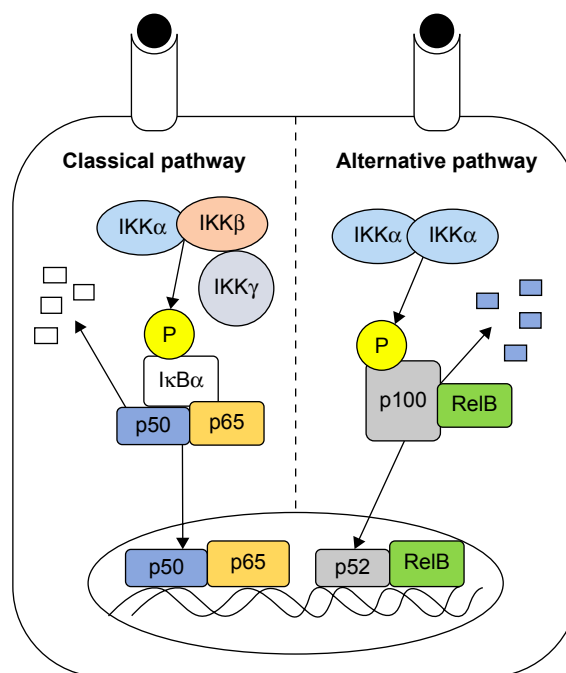 Classical pathway
Alternative pathway
IKKα
IKKβ
IKKγ
P
IκBα
p50
p65
IKKα
IKKα
P
p100
RelB
p50
p65
p52
RelB